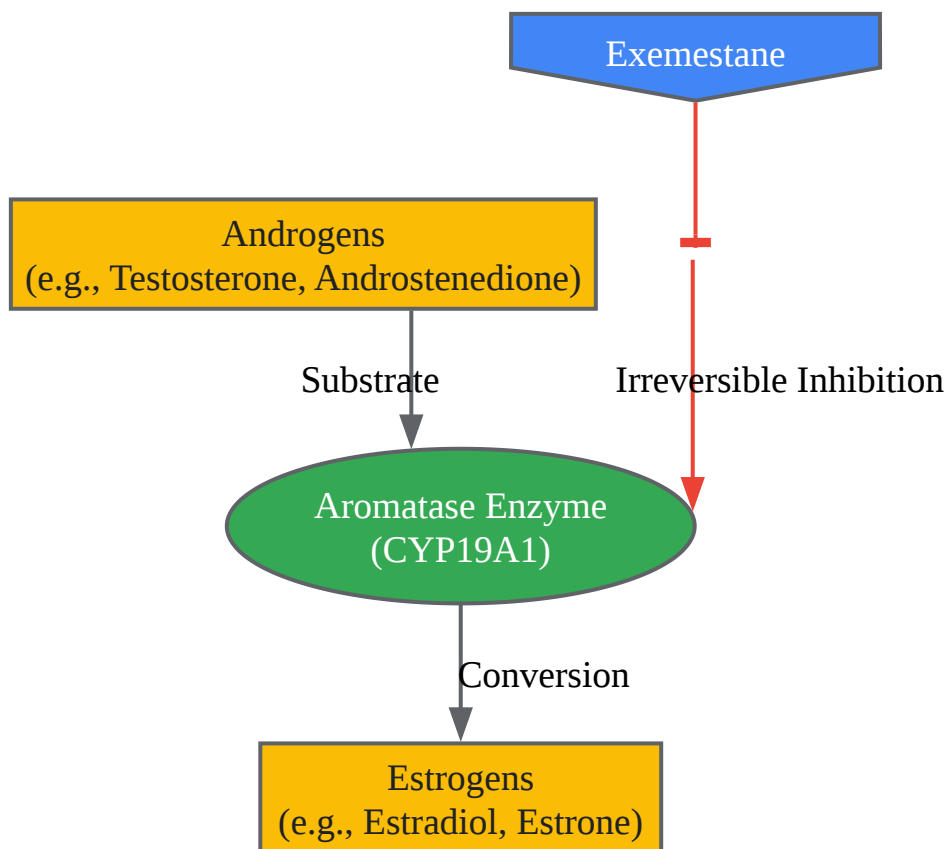 Exemestane
Androgens
(e.g., Testosterone, Androstenedione)
Substrate
Irreversible Inhibition
Aromatase Enzyme
(CYP19A1)
Conversion
Estrogens
(e.g., Estradiol, Estrone)